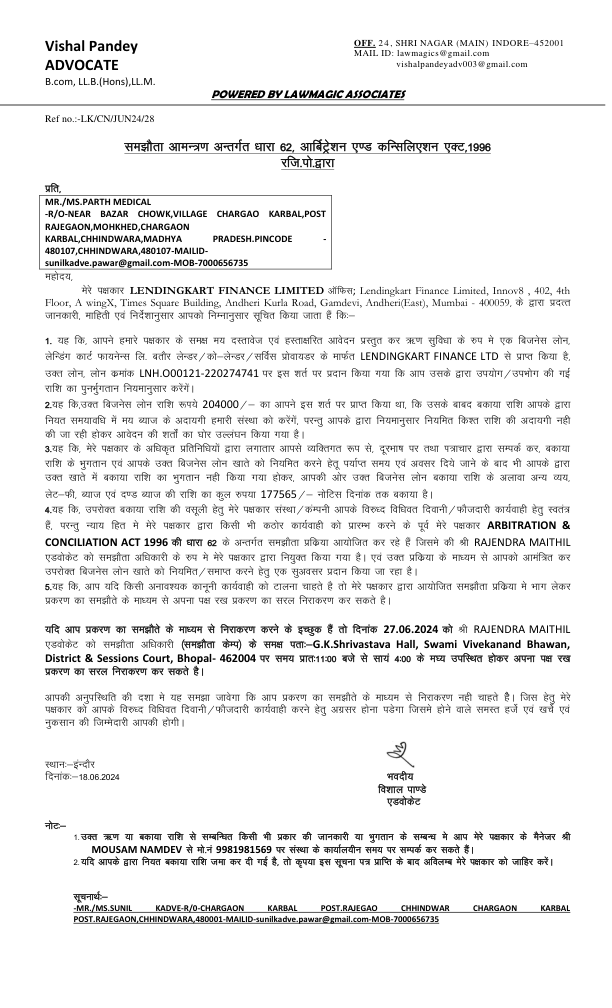 Vishal Pandey
ADVOCATE
B.com, LL.B.(Hons),LL.M.
OFF. 24, SHRI NAGAR (MAIN) INDORE–452001
MAIL ID: lawmagics@gmail.com
vishalpandeyadv003@gmail.com
POWERED BY LAWMAGIC ASSOCIATES
Ref no.:-LK/CN/JUN24/28
समझौता आमन्त्रण अन्तर्गत धारा 62, आर्बिट्रेशन एण्ड कन्सिलिएशन एक्ट,1996
रजि.पो.द्वारा
प्रति,
MR./MS.PARTH MEDICAL
-R/O-NEAR BAZAR CHOWK,VILLAGE CHARGAO KARBAL,POST
RAJEGAON,MOHKHED,CHARGAON
KARBAL,CHHINDWARA,MADHYA PRADESH.PINCODE -
480107,CHHINDWARA,480107-MAILID-
sunilkadve.pawar@gmail.com-MOB-7000656735
महोदय,
मेरे पक्षकार LENDINGKART FINANCE LIMITED ऑफिस; Lendingkart Finance Limited, Innov8 , 402, 4th
Floor, A wingX, Times Square Building, Andheri Kurla Road, Gamdevi, Andheri(East), Mumbai - 400059, के द्वारा प्रदत्त
जानकारी, माहिती एवं निर्देशानुसार आपको निम्नानुसार सूचित किया जाता हैं कि:–
1. यह कि, आपने हमारे पक्षकार के समक्ष मय दस्तावेज एवं हस्ताक्षरित आवेदन प्रस्तुत कर ऋण सुविधा के रुप मे एक बिजनेस लोन,
लेन्डिंग कार्ट फायनेन्स लि. बतौर लेन्डर/को–लेन्डर/सर्विस प्रोवायडर के मार्फत LENDINGKART FINANCE LTD से प्राप्त किया है,
उक्त लोन, लोन क्रमांक LNH.O00121-220274741 पर इस शर्त पर प्रदान किया गया कि आप उसके द्वारा उपयोग/उपभोग की गई
राशि का पुनर्मुगतान नियमानुसार करेंगें।
2.यह कि,उक्त बिजनेस लोन राशि रूपये 204000/– का आपने इस शर्त पर प्राप्त किया था, कि उसके बाबद बकाया राशि आपके द्वारा
नियत समयावधि में मय ब्याज के अदायगी हमारी संस्था को करेंगें, परन्तु आपके द्वारा नियमानुसार नियमित किश्त राशि की अदायगी नही
की जा रही होकर आवेदन की शर्तों का घोर उल्लंघन किया गया है।
3.यह कि, मेरे पक्षकार के अधिकृत प्रतिनिधियों द्वारा लगातार आपसे व्यक्तिगत रूप से, दूरभाष पर तथा पत्राचार द्वारा सम्पर्क कर, बकाया
राशि के भुगतान एवं आपके उक्त बिजनेस लोन खाते को नियमित करने हेतू पर्याप्त समय एवं अवसर दिये जाने के बाद भी आपके द्वारा
उक्त खाते में बकाया राशि का भुगतान नही किया गया होकर, आपकी ओर उक्त बिजनेस लोन बकाया राशि के अलावा अन्य व्यय,
लेट–फी, ब्याज एवं दण्ड ब्याज की राशि का कुल रुपया 177565/– नोटिस दिनांक तक बकाया है।
4.यह कि, उपरोक्त बकाया राशि की वसूली हेतु मेरे पक्षकार संस्था/कंम्पनी आपके विरुध्द विधिवत दिवानी/फौजदारी कार्यवाही हेतु स्वतंत्र
हैं, परन्तु न्याय हित मे मेरे पक्षकार द्वारा किसी भी कठोर कार्यवाही को प्रारम्भ करने के पूर्व मेरे पक्षकार ARBITRATION &
CONCILIATION ACT 1996 की धारा 62 के अन्तर्गत समझौता प्रक्रिया आयोजित कर रहे हैं जिसमे की श्री RAJENDRA MAITHIL
एडवोकेट को समझौता अधिकारी के रुप मे मेरे पक्षकार द्वारा नियुक्त किया गया है। एवं उक्त प्रक्रिया के माध्यम से आपको आमंत्रित कर
उपरोक्त बिजनेस लोन खाते को नियमित/समाप्त करने हेतु एक सुअवसर प्रदान किया जा रहा है।
5.यह कि, आप यदि किसी अनावश्यक कानूनी कार्यवाही को टालना चाहते है तो मेरे पक्षकार द्वारा आयोजित समझौता प्रक्रिया मे भाग लेकर
प्रकरण का समझौते के माध्यम से अपना पक्ष रख प्रकरण का सरल निराकरण कर सकते है।
यदि आप प्रकरण का समझौते के माध्यम से निराकरण करने के इच्छुक हैं तो दिनांक 27.06.2024 को श्री RAJENDRA MAITHIL
एडवोकेट को समझौता अधिकारी (समझौता केम्प) के समक्ष पताः–G.K.Shrivastava Hall, Swami Vivekanand Bhawan,
District & Sessions Court, Bhopal- 462004 पर समय प्रातः11:00 बजे से सायं 4:00 के मघ्य उपस्थित होकर अपना पक्ष रख
प्रकरण का सरल निराकरण कर सकते है।
आपकी अनुपस्थिति की दशा मे यह समझा जावेगा कि आप प्रकरण का समझौते के माध्यम से निराकरण नही चाहते है। जिस हेतु मेरे
पक्षकार को आपके विरुध्द विधिवत दिवानी/फौजदारी कार्यवाही करने हेतु अग्रसर होना पडेगा जिसमे होने वाले समस्त हर्जे एवं खर्चे एवं
नुकसान की जिम्मेदारी आपकी होगी।
स्थानः–इंन्दौर
दिनांकः–18.06.2024
भवदीय
विशाल पाण्डे
एडवोकेट
नोटः–
1.उक्त ऋण या बकाया राशि से सम्बन्धित किसी भी प्रकार की जानकारी या भुगतान के सम्बन्ध मे आप मेरे पक्षकार के मैनेजर श्री
MOUSAM NAMDEV से मो.नं 9981981569 पर संस्था के कार्यालयीन समय पर सम्पर्क कर सकते हैं।
2.यदि आपके द्वारा नियत बकाया राशि जमा कर दी गई है, तो कृपया इस सूचना पत्र प्राप्ति के बाद अविलम्ब मेरे पक्षकार को जाहिर करें।
सूचनार्थः–
-MR./MS.SUNIL KADVE-R/0-CHARGAON KARBAL POST.RAJEGAO CHHINDWAR CHARGAON KARBAL
POST.RAJEGAON,CHHINDWARA,480001-MAILID-sunilkadve.pawar@gmail.com-MOB-7000656735